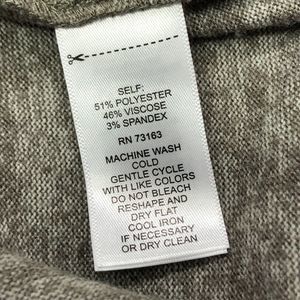 SELF:
51% POLYESTER
46% VISCOSE
3% SPANDEX
RN 73163
MACHINE WASH
COLD
GENTLE CYCLE
WITH LIKE COLORS
DO NOT BLEACH
RESHAPE AND
DRY FLAT
COOL IRON
IF NECESSARY
OR DRY CLEAN